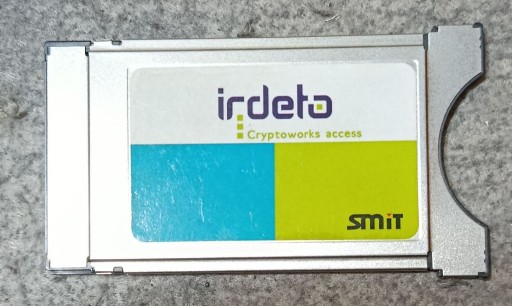 irdeto
Cryptoworks access
SMiT